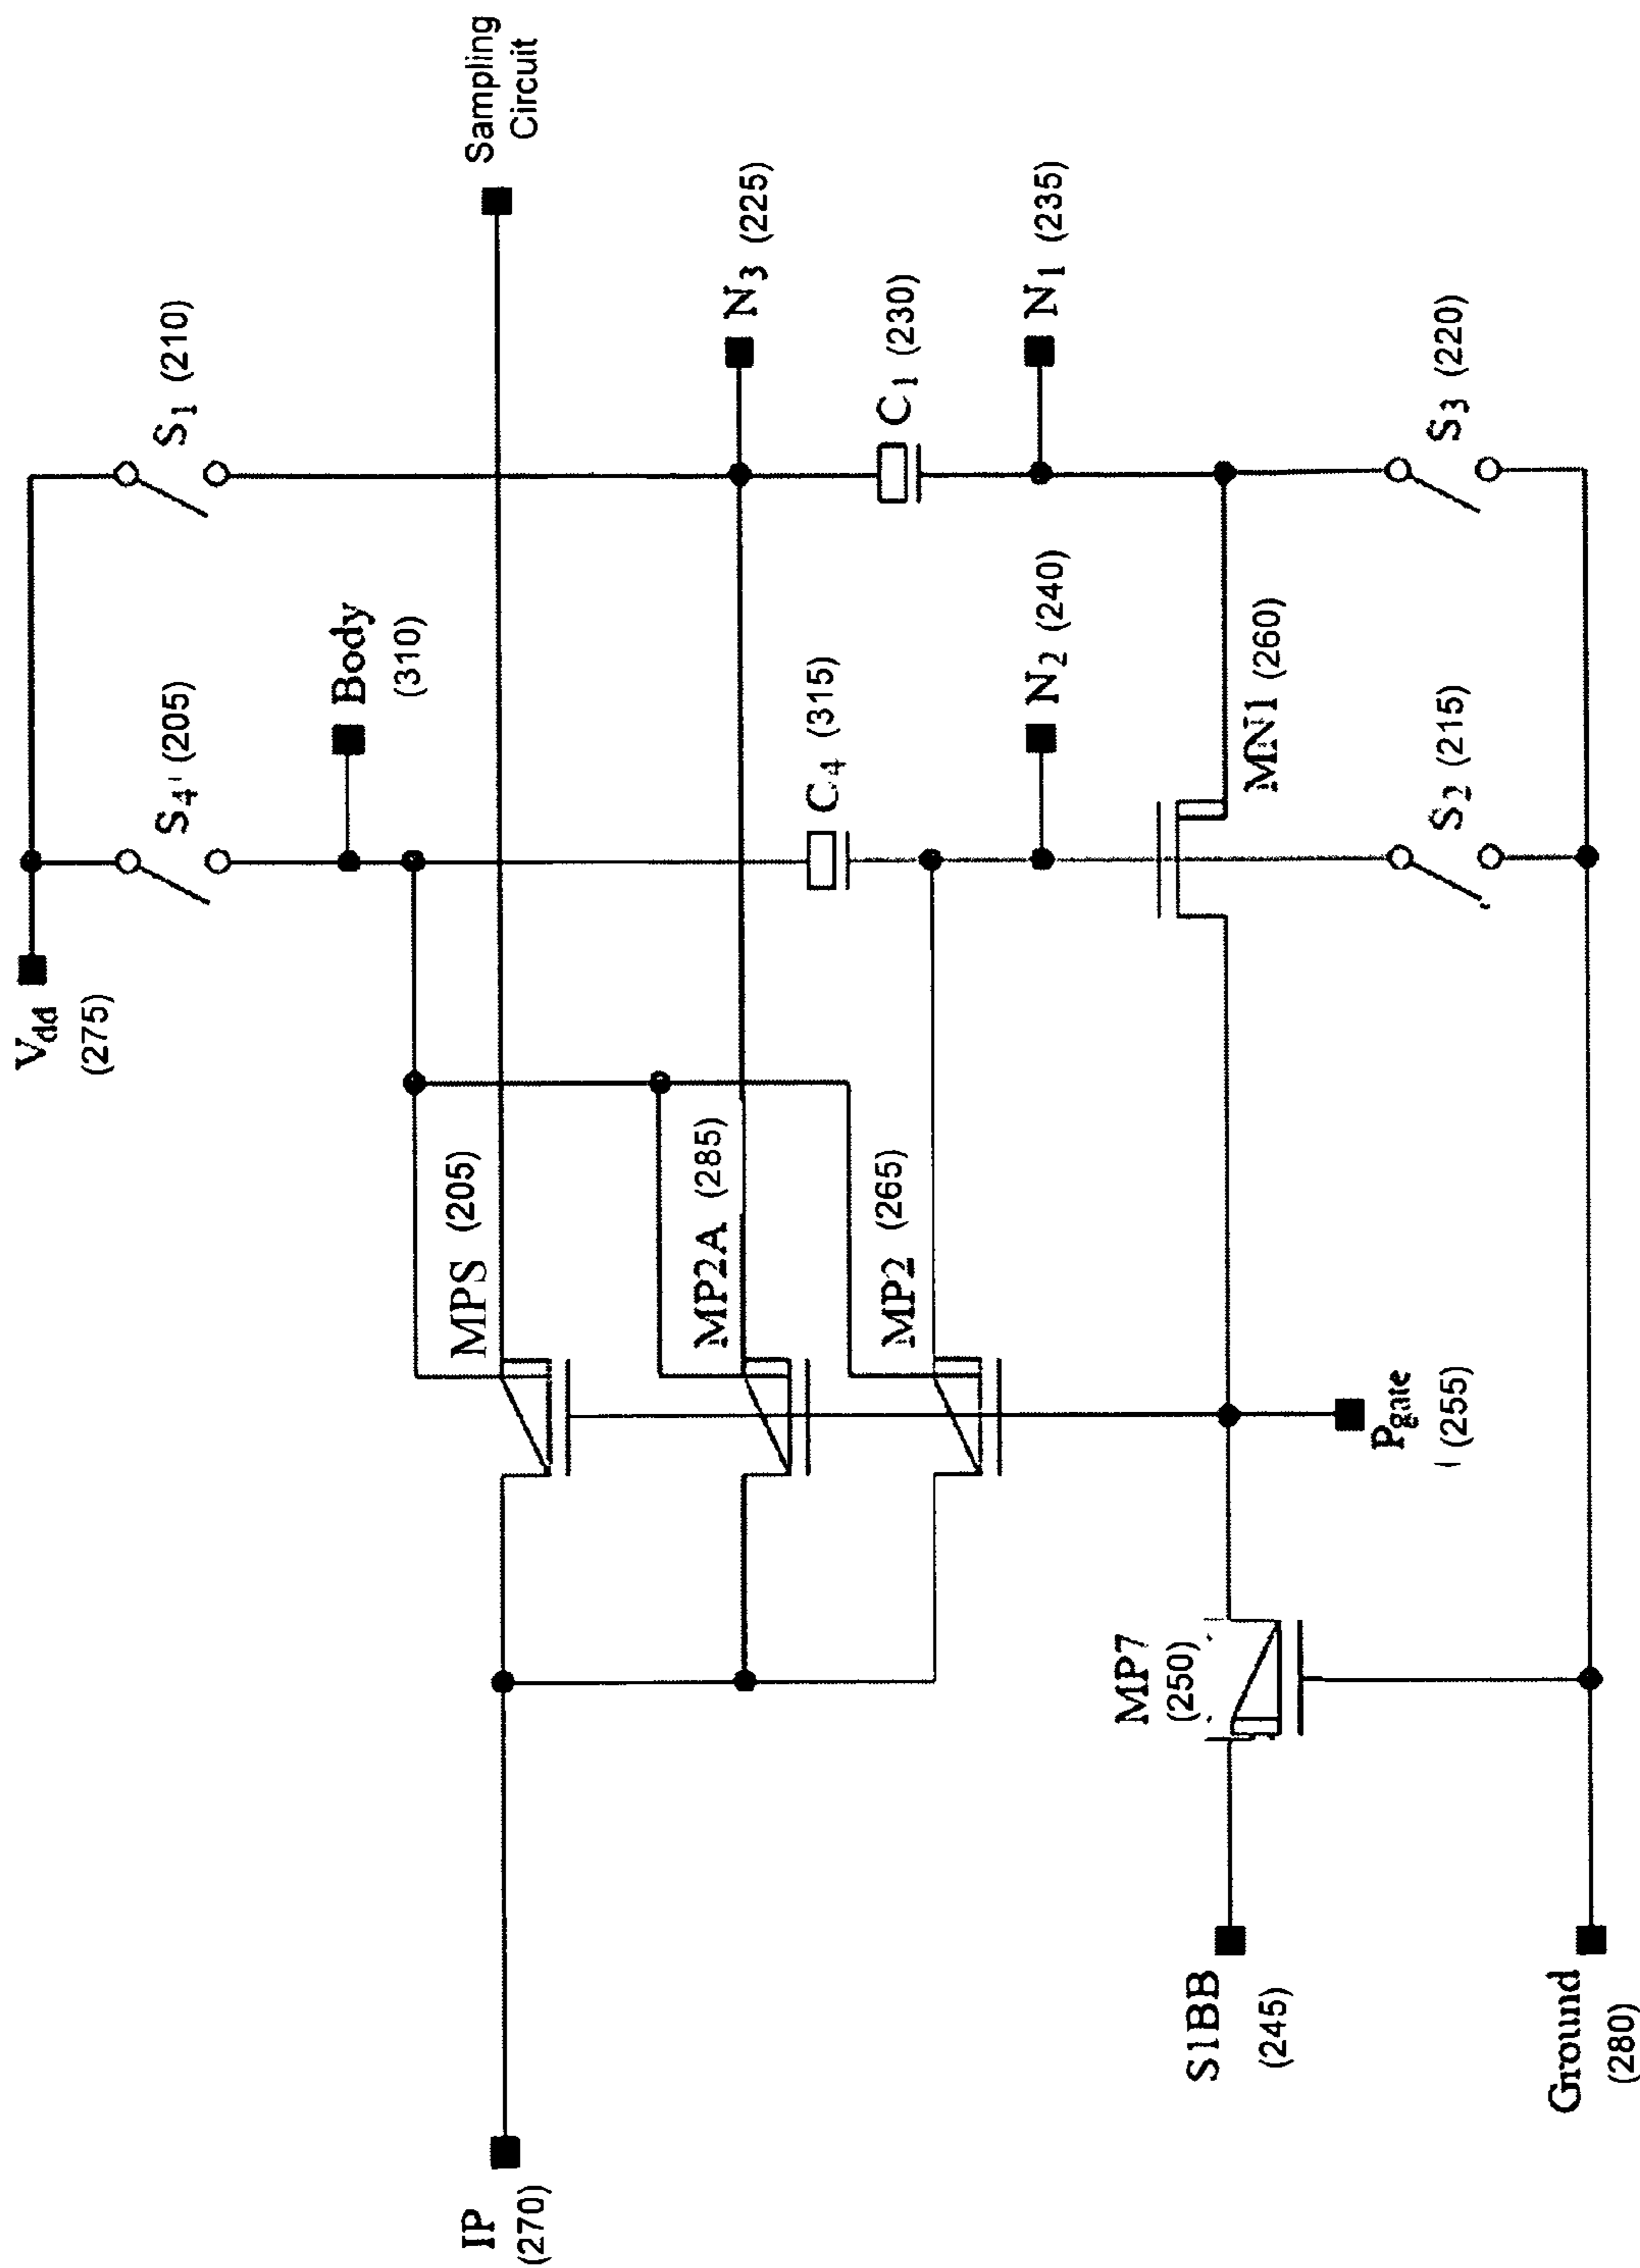 Vdd
(275)
S4' (205)
S1 (210)
Body
(310)
Sampling
Circuit
MPS (205)
MP2A (285)
N3 (225)
C4 (315)
C1 (230)
MP2 (265)
N2 (240)
N1 (235)
IP
(270)
MP7
(250)
MN1 (260)
S1BB
(245)
Pgate
(255)
S2 (215)
S3 (220)
Ground
(280)